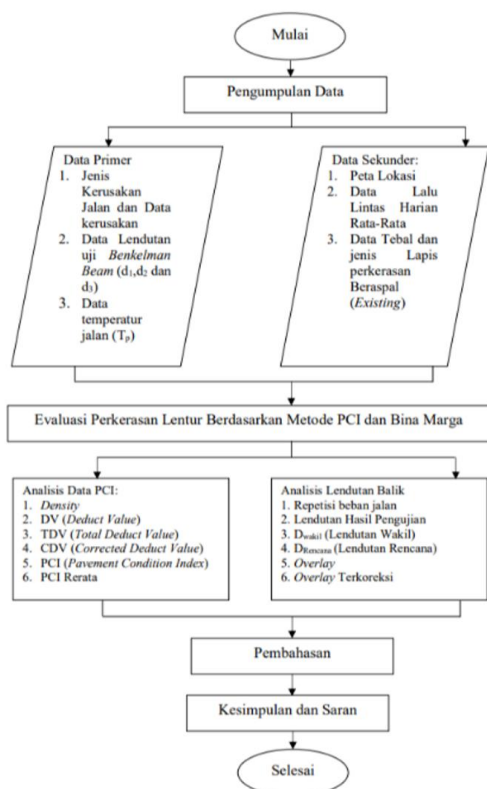 Mulai
Pengumpulan Data
Data Primer
1. Jenis
Kerusakan
Jalan dan Data
kerusakan
2. Data Lendutan
uji Benkelman
Beam (d₁,d₂ dan
d₃)
3. Data
temperatur
jalan (Tₚ)
Data Sekunder:
1. Peta Lokasi
2. Data Lalu
Lintas Harian
Rata-Rata
3. Data Tebal dan
jenis Lapis
perkerasan
Beraspal
(Existing)
Evaluasi Perkerasan Lentur Berdasarkan Metode PCI dan Bina Marga
Analisis Data PCI:
1. Density
2. DV (Deduct Value)
3. TDV (Total Deduct Value)
4. CDV (Corrected Deduct Value)
5. PCI (Pavement Condition Index)
6. PCI Rerata
Analisis Lendutan Balik
1. Repetisi beban jalan
2. Lendutan Hasil Pengujian
3. Dwakil (Lendutan Wakil)
4. DRencana (Lendutan Rencana)
5. Overlay
6. Overlay Terkoreksi
Pembahasan
Kesimpulan dan Saran
Selesai